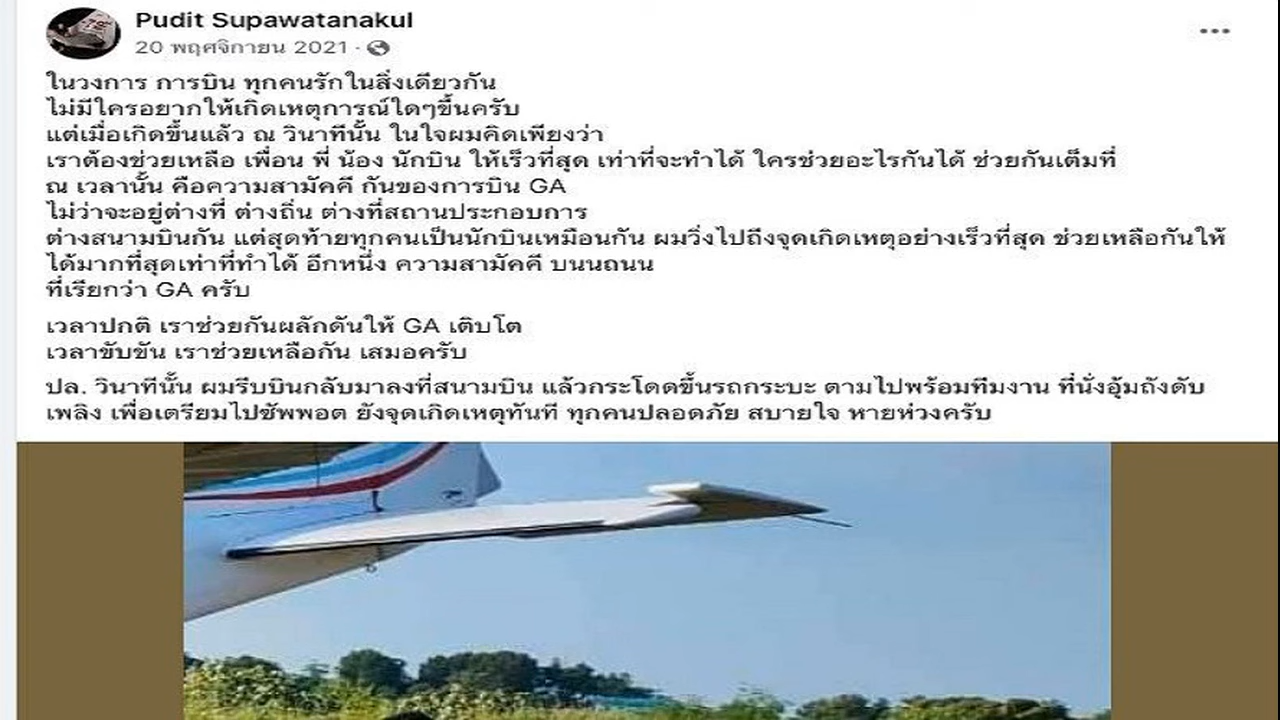 Pudit Supawatanakul
20 พฤศจิกายน 2021 ·
ในวงการ การบิน ทุกคนรักในสิ่งเดียวกัน
ไม่มีใครอยากให้เกิดเหตุการณ์ใดๆขึ้นครับ
แต่เมื่อเกิดขึ้นแล้ว ณ วินาทีนั้น ในใจผมคิดเพียงว่า
เราต้องช่วยเหลือ เพื่อน พี่ น้อง นักบิน ให้เร็วที่สุด เท่าที่จะทำได้ ใครช่วยอะไรกันได้ ช่วยกันเต็มที่
ณ เวลานั้น คือความสามัคคี กันของการบิน GA
ไม่ว่าจะอยู่ต่างที่ ต่างถิ่น ต่างที่สถานประกอบการ
ต่างสนามบินกัน แต่สุดท้ายทุกคนเป็นนักบินเหมือนกัน ผมวิ่งไปถึงจุดเกิดเหตุอย่างเร็วที่สุด ช่วยเหลือกันให้
ได้มากที่สุดเท่าที่ทำได้ อีกหนึ่ง ความสามัคคี บนนถนน
ที่เรียกว่า GA ครับ
เวลาปกติ เราช่วยกันผลักดันให้ GA เติบโต
เวลาขับขัน เราช่วยเหลือกัน เสมอครับ
ปล. วินาทีนั้น ผมรีบบินกลับมาลงที่สนามบิน แล้วกระโดดขึ้นรถกระบะ ตามไปพร้อมทีมงาน ที่นั่งอุ้มถังดับ
เพลิง เพื่อเตรียมไปซัพพอต ยังจุดเกิดเหตุทันที ทุกคนปลอดภัย สบายใจ หายห่วงครับ